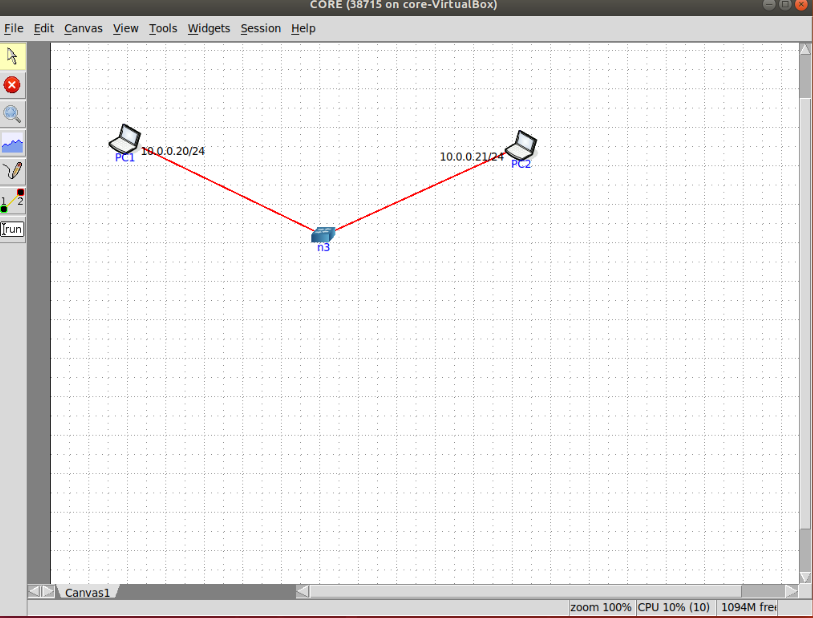 CORE (38715 on core-VirtualBox)
File Edit Canvas View Tools Widgets Session Help
PC1
10.0.0.20/24
10.0.0.21/24
PC2
1 2
run
n3
Canvas1
zoom 100% CPU 10% (10) 1094M free